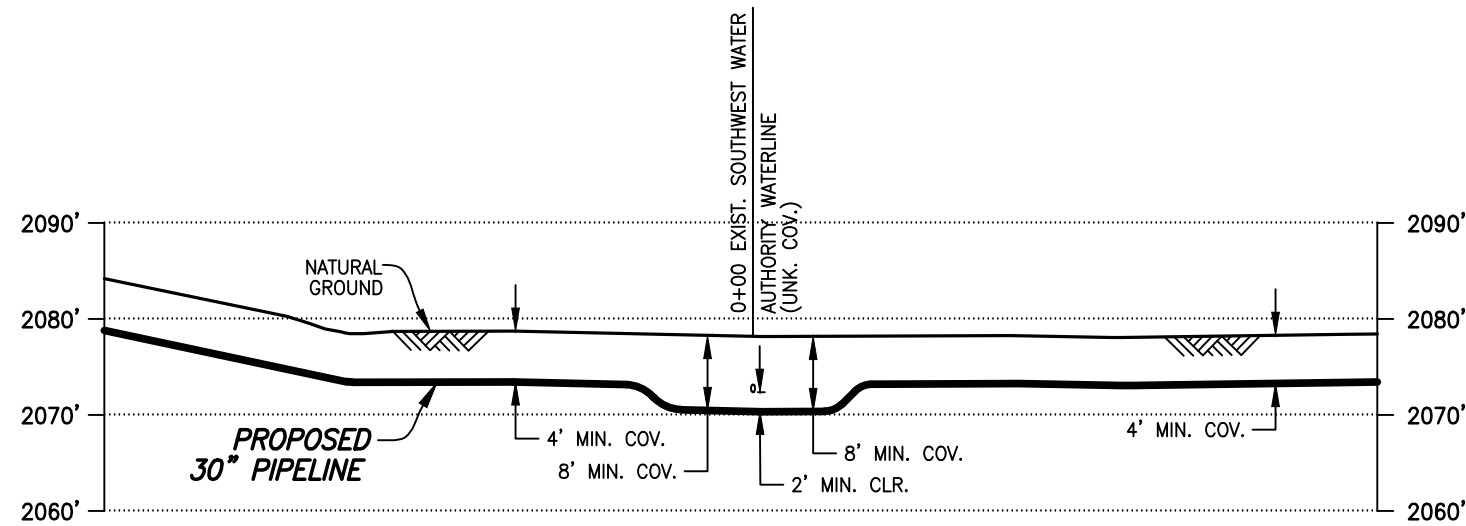 0+00 EXIST. SOUTHWEST WATER
AUTHORITY WATERLINE
(UNK. COV.)
2090'
2090'
NATURAL
GROUND
2080'
2080'
2070'
2070'
PROPOSED
30" PIPELINE
4' MIN. COV.
8' MIN. COV.
8' MIN. COV.
2' MIN. CLR.
4' MIN. COV.
2060'
2060'